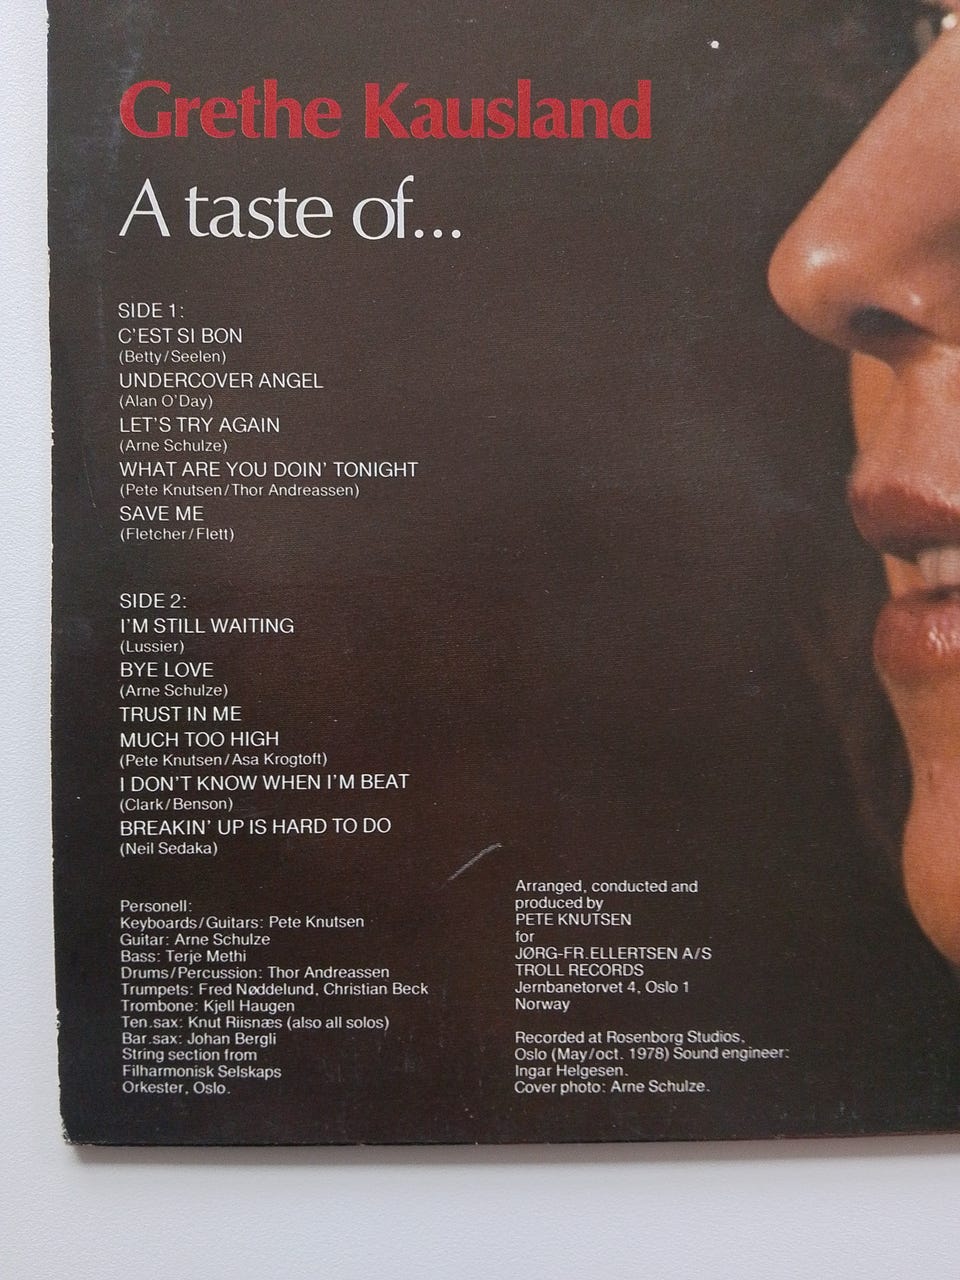 Grethe Kausland
A taste of...
SIDE 1:
C'EST SI BON
(Betty/Seelen)
UNDERCOVER ANGEL
(Alan O'Day)
LET'S TRY AGAIN
(Arne Schulze)
WHAT ARE YOU DOIN' TONIGHT
(Pete Knutsen/Thor Andreassen)
SAVE ME
(Fletcher/Flett)
SIDE 2:
I'M STILL WAITING
(Lussier)
BYE LOVE
(Arne Schulze)
TRUST IN ME
MUCH TOO HIGH
(Pete Knutsen/Asa Krogtoft)
I DON'T KNOW WHEN I'M BEAT
(Clark/Benson)
BREAKIN' UP IS HARD TO DO
(Neil Sedaka)
Personell:
Keyboards/Guitars: Pete Knutsen
Guitar: Arne Schulze
Bass: Terje Methi
Drums/Percussion: Thor Andreassen
Trumpets: Fred Nøddelund, Christian Beck
Trombone: Kjell Haugen
Ten.sax: Knut Riisnæs (also all solos)
Bar.sax: Johan Bergli
String section from
Filharmonisk Selskaps
Orkester, Oslo.
Arranged, conducted and
produced by
PETE KNUTSEN
for
JØRG-FR.ELLERTSEN A/S
TROLL RECORDS
Jernbanetorvet 4, Oslo 1
Norway
Recorded at Rosenborg Studios,
Oslo (May/oct. 1978) Sound engineer:
Ingar Helgesen.
Cover photo: Arne Schulze.